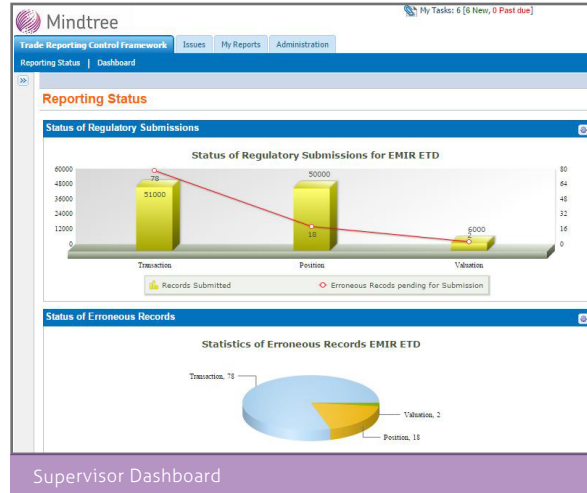 Mindtree
My Tasks: 6 [6 New, 0 Past due]
Trade Reporting Control Framework Issues My Reports Administration
Reporting Status | Dashboard
Reporting Status
Status of Regulatory Submissions
Status of Regulatory Submissions for EMIR ETD
60000 78 50000 80
48000 64
51000
36000 48
24000 32
12000 18 6000 2 16
0 0
Transaction Position Valuation
Records Submitted Erroneous Recods pending for Submission
Status of Erroneous Records
Statistics of Erroneous Records EMIR ETD
Transaction, 78
Valuation, 2
Position, 18
Supervisor Dashboard